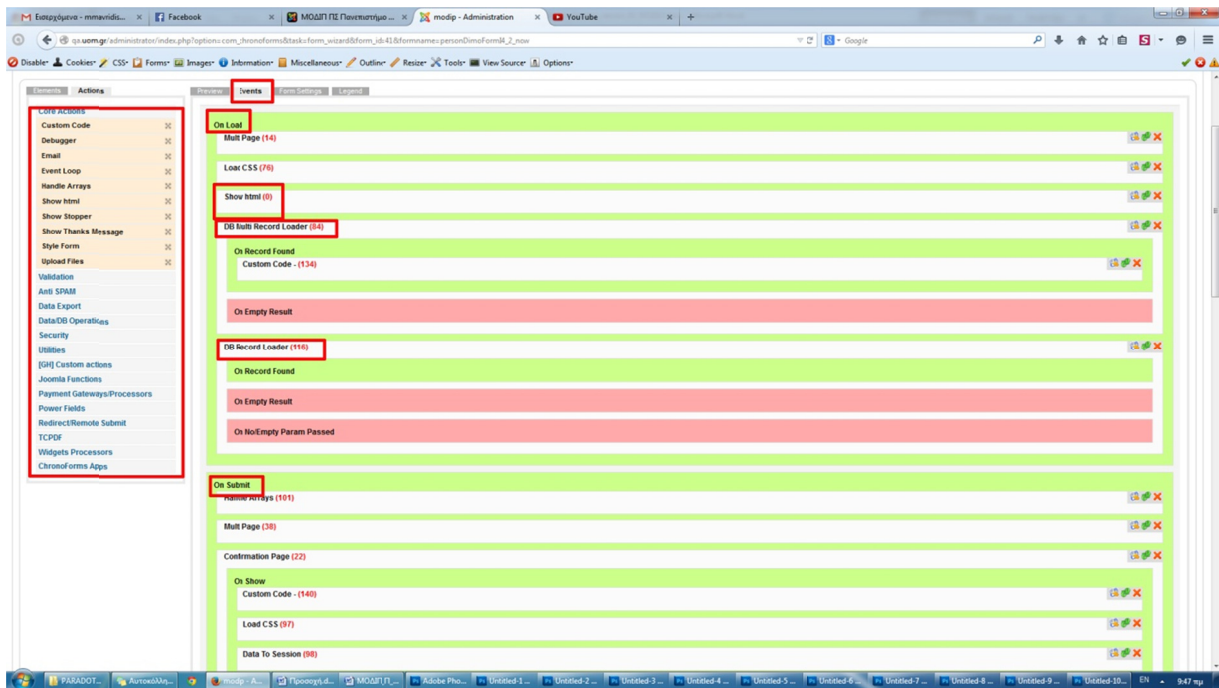 Εισερχόμενα - mmavridis...
Facebook
ΜΟΔΙΠ ΠΣ Πανεπιστήμιο ...
modip - Administration
YouTube
qa.uom.gr/administrator/index.php?option=com_chronoforms&task=form_wizard&form_id=41&formname=personDimoForm14_2_now
Google
Disable Cookies CSS Forms Images Information Miscellaneous Outline Resize Tools View Source Options
Elements Actions
Preview Events Form Settings Legend
Core Actions
Custom Code
Debugger
Email
Event Loop
Handle Arrays
Show html
Show Stopper
Show Thanks Message
Style Form
Upload Files
Validation
Anti SPAM
Data Export
Data/DB Operations
Security
Utilities
[GH] Custom actions
Joomla Functions
Payment Gateways/Processors
Power Fields
Redirect/Remote Submit
TCPDF
Widgets Processors
ChronoForms Apps
On Load
Multi Page (14)
Load CSS (76)
Show html (0)
DB Multi Record Loader (84)
On Record Found
Custom Code - (134)
On Empty Result
DB Record Loader (116)
On Record Found
On Empty Result
On No/Empty Param Passed
On Submit
Handle Arrays (101)
Multi Page (38)
Confirmation Page (22)
On Show
Custom Code - (140)
Load CSS (97)
Data To Session (98)
PARADOT... Αυτοκόλλη... modip - A... Προσοχή.d... ΜΟΔΙΠ_Π_... Adobe Pho... Untitled-1 ... Untitled-2 ... Untitled-3 ... Untitled-4 ... Untitled-5 ... Untitled-6 ... Untitled-7 ... Untitled-8 ... Untitled-9 ... Untitled-10... EN 9:47 πμ